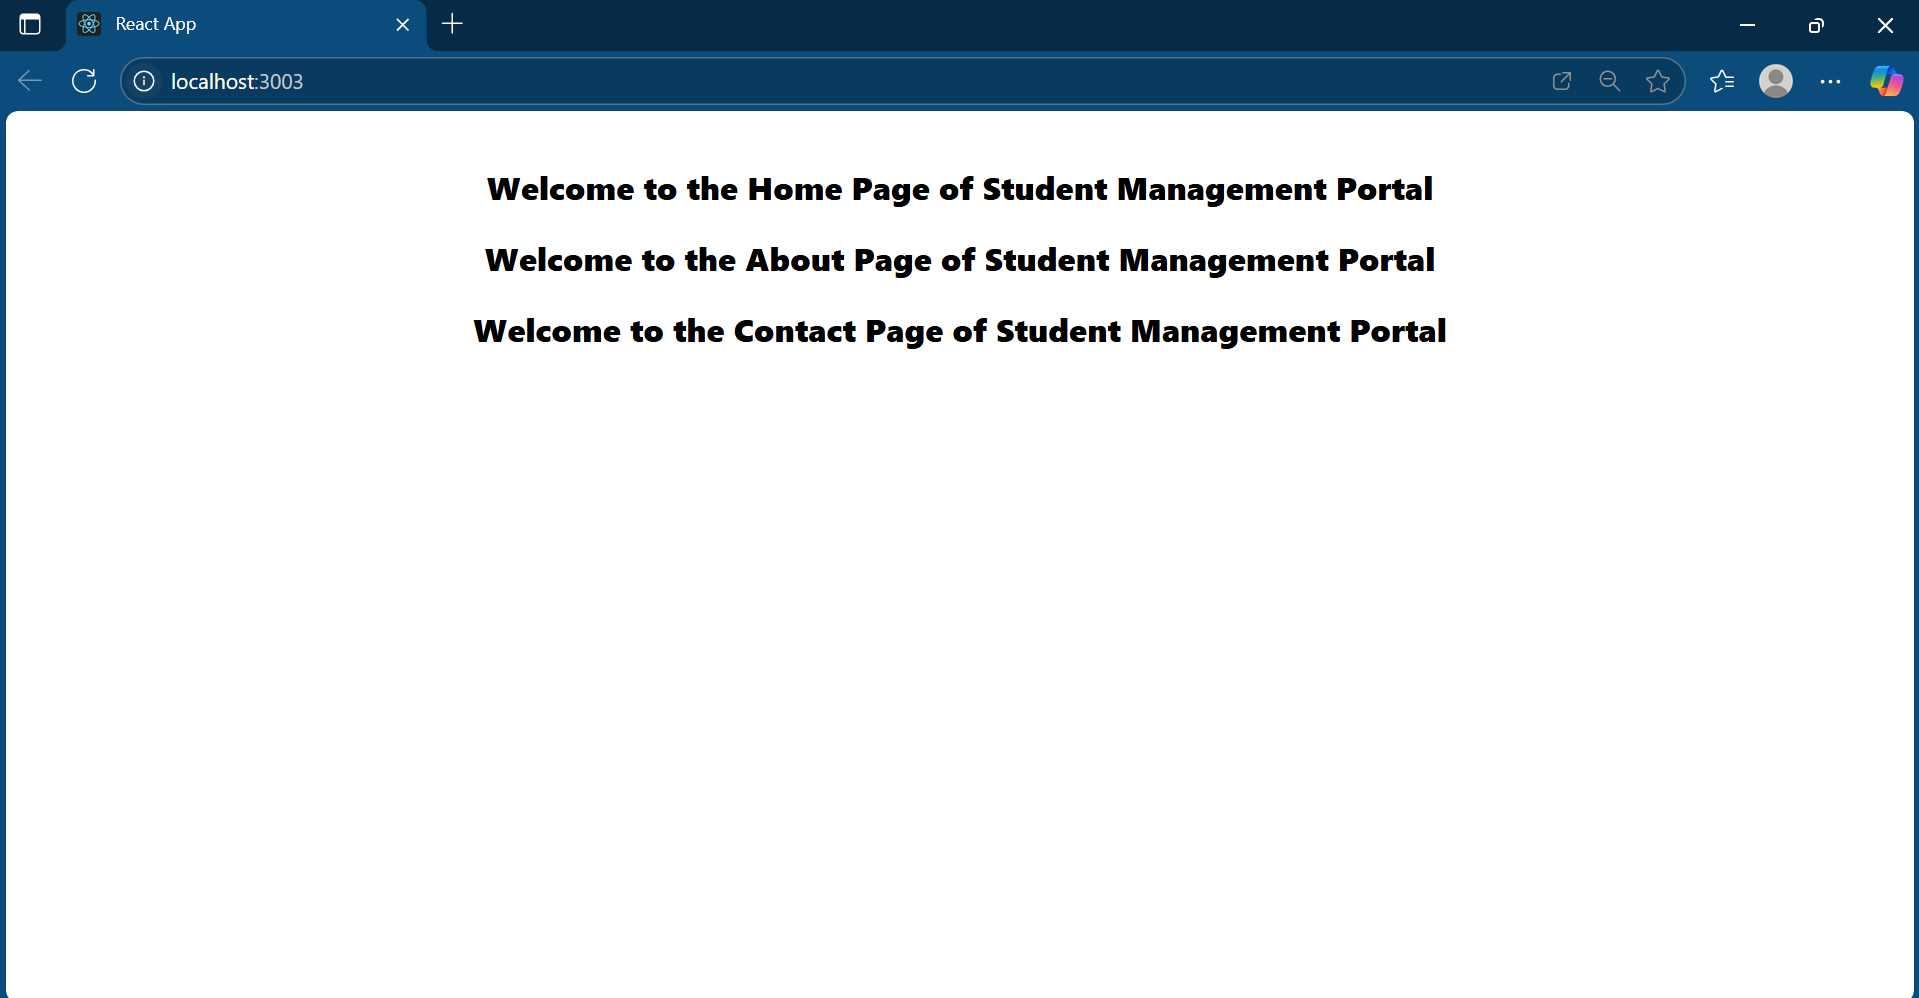 React App
localhost:3003
Welcome to the Home Page of Student Management Portal
Welcome to the About Page of Student Management Portal
Welcome to the Contact Page of Student Management Portal